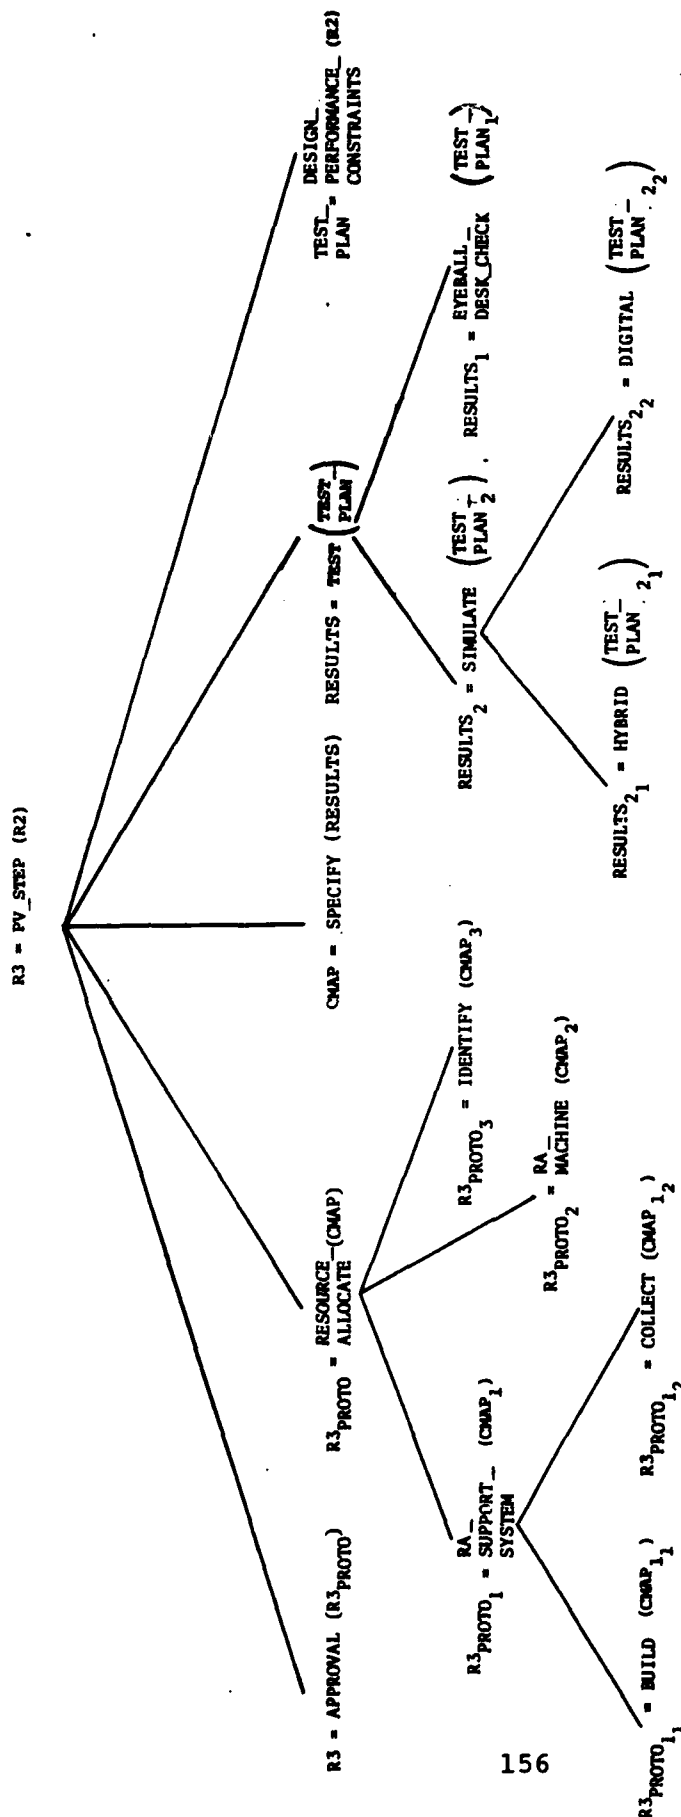 R3 = PV_STEP (R2)
R3 = APPROVAL (R3PROTO)
R3PROTO = RESOURCE_ALLOCATE (CMAP)
CMAP = SPECIFY (RESULTS)
RESULTS = TEST (TEST_PLAN)
TEST_PLAN = DESIGN_PERFORMANCE_CONSTRAINTS (R2)
R3PROTO1 = RA_SUPPORT_SYSTEM (CMAP1)
R3PROTO2 = RA_MACHINE (CMAP2)
R3PROTO3 = IDENTIFY (CMAP3)
RESULTS2 = SIMULATE (TEST_PLAN2)
RESULTS1 = EYEBALL_DESK_CHECK (TEST_PLAN1)
R3PROTO11 = BUILD (CMAP11)
R3PROTO12 = COLLECT (CMAP12)
RESULTS21 = HYBRID (TEST_PLAN21)
RESULTS22 = DIGITAL (TEST_PLAN22)
156